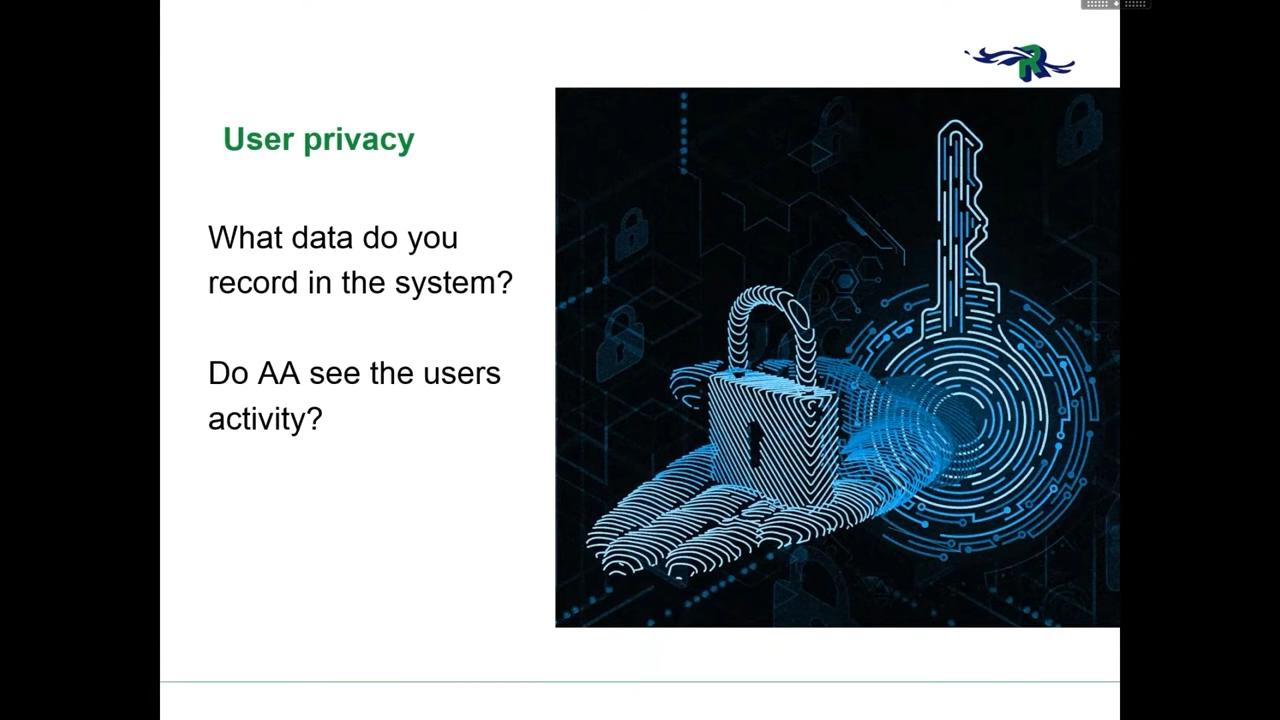 R
User privacy
What data do you
record in the system?
Do AA see the users
activity?